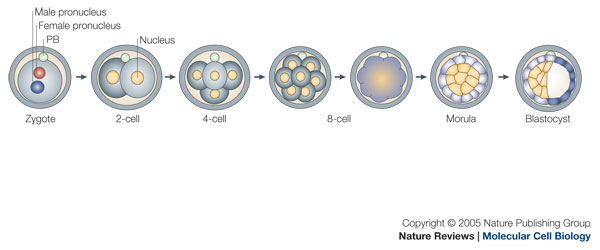 Male pronucleus
Female pronucleus
PB
Nucleus
Zygote
2-cell
4-cell
8-cell
Morula
Blastocyst
Copyright © 2005 Nature Publishing Group
Nature Reviews | Molecular Cell Biology